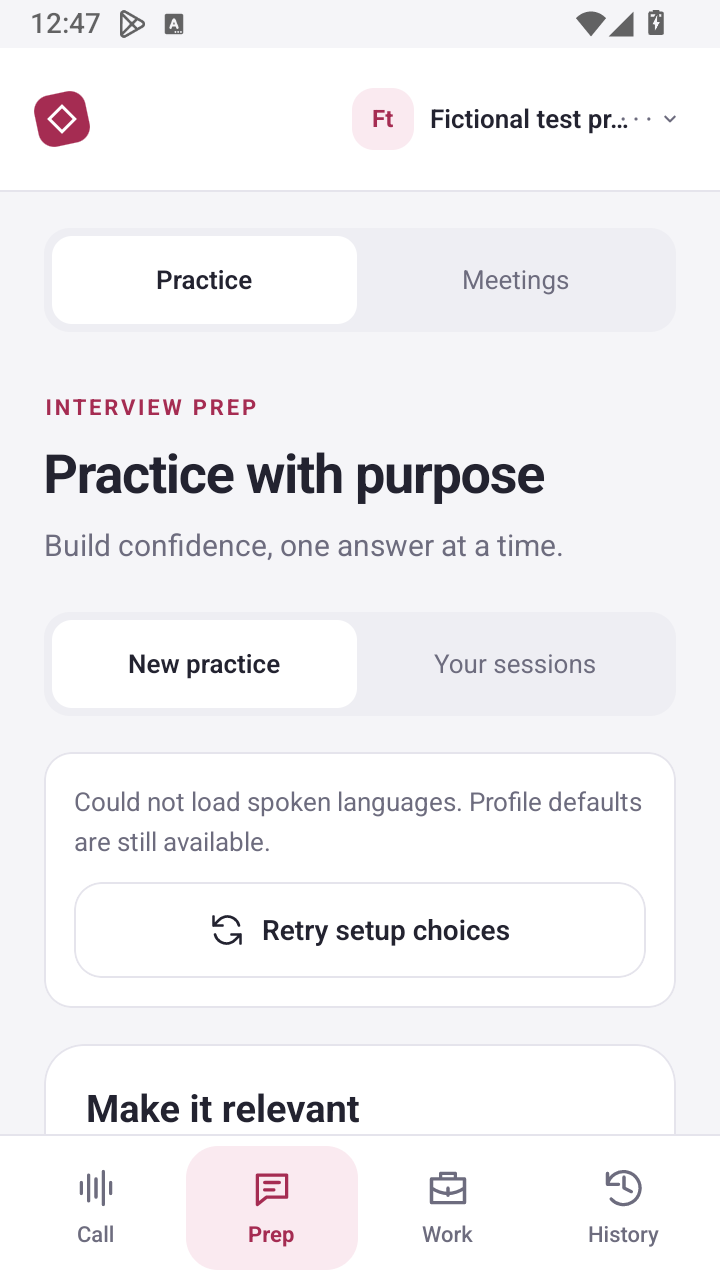 12:47
A
Ft Fictional test pr...
Practice
Meetings
INTERVIEW PREP
Practice with purpose
Build confidence, one answer at a time.
New practice
Your sessions
Could not load spoken languages. Profile defaults
are still available.
Retry setup choices
Make it relevant
Call
Prep
Work
History